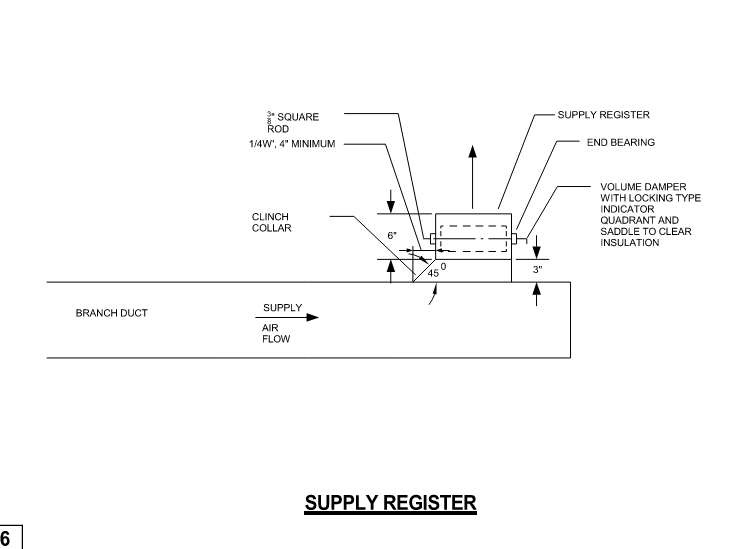 3/8" SQUARE
ROD
1/4W", 4" MINIMUM
CLINCH
COLLAR
SUPPLY REGISTER
END BEARING
VOLUME DAMPER
WITH LOCKING TYPE
INDICATOR
QUADRANT AND
SADDLE TO CLEAR
INSULATION
6"
45 0
3"
BRANCH DUCT
SUPPLY
AIR
FLOW
SUPPLY REGISTER
6